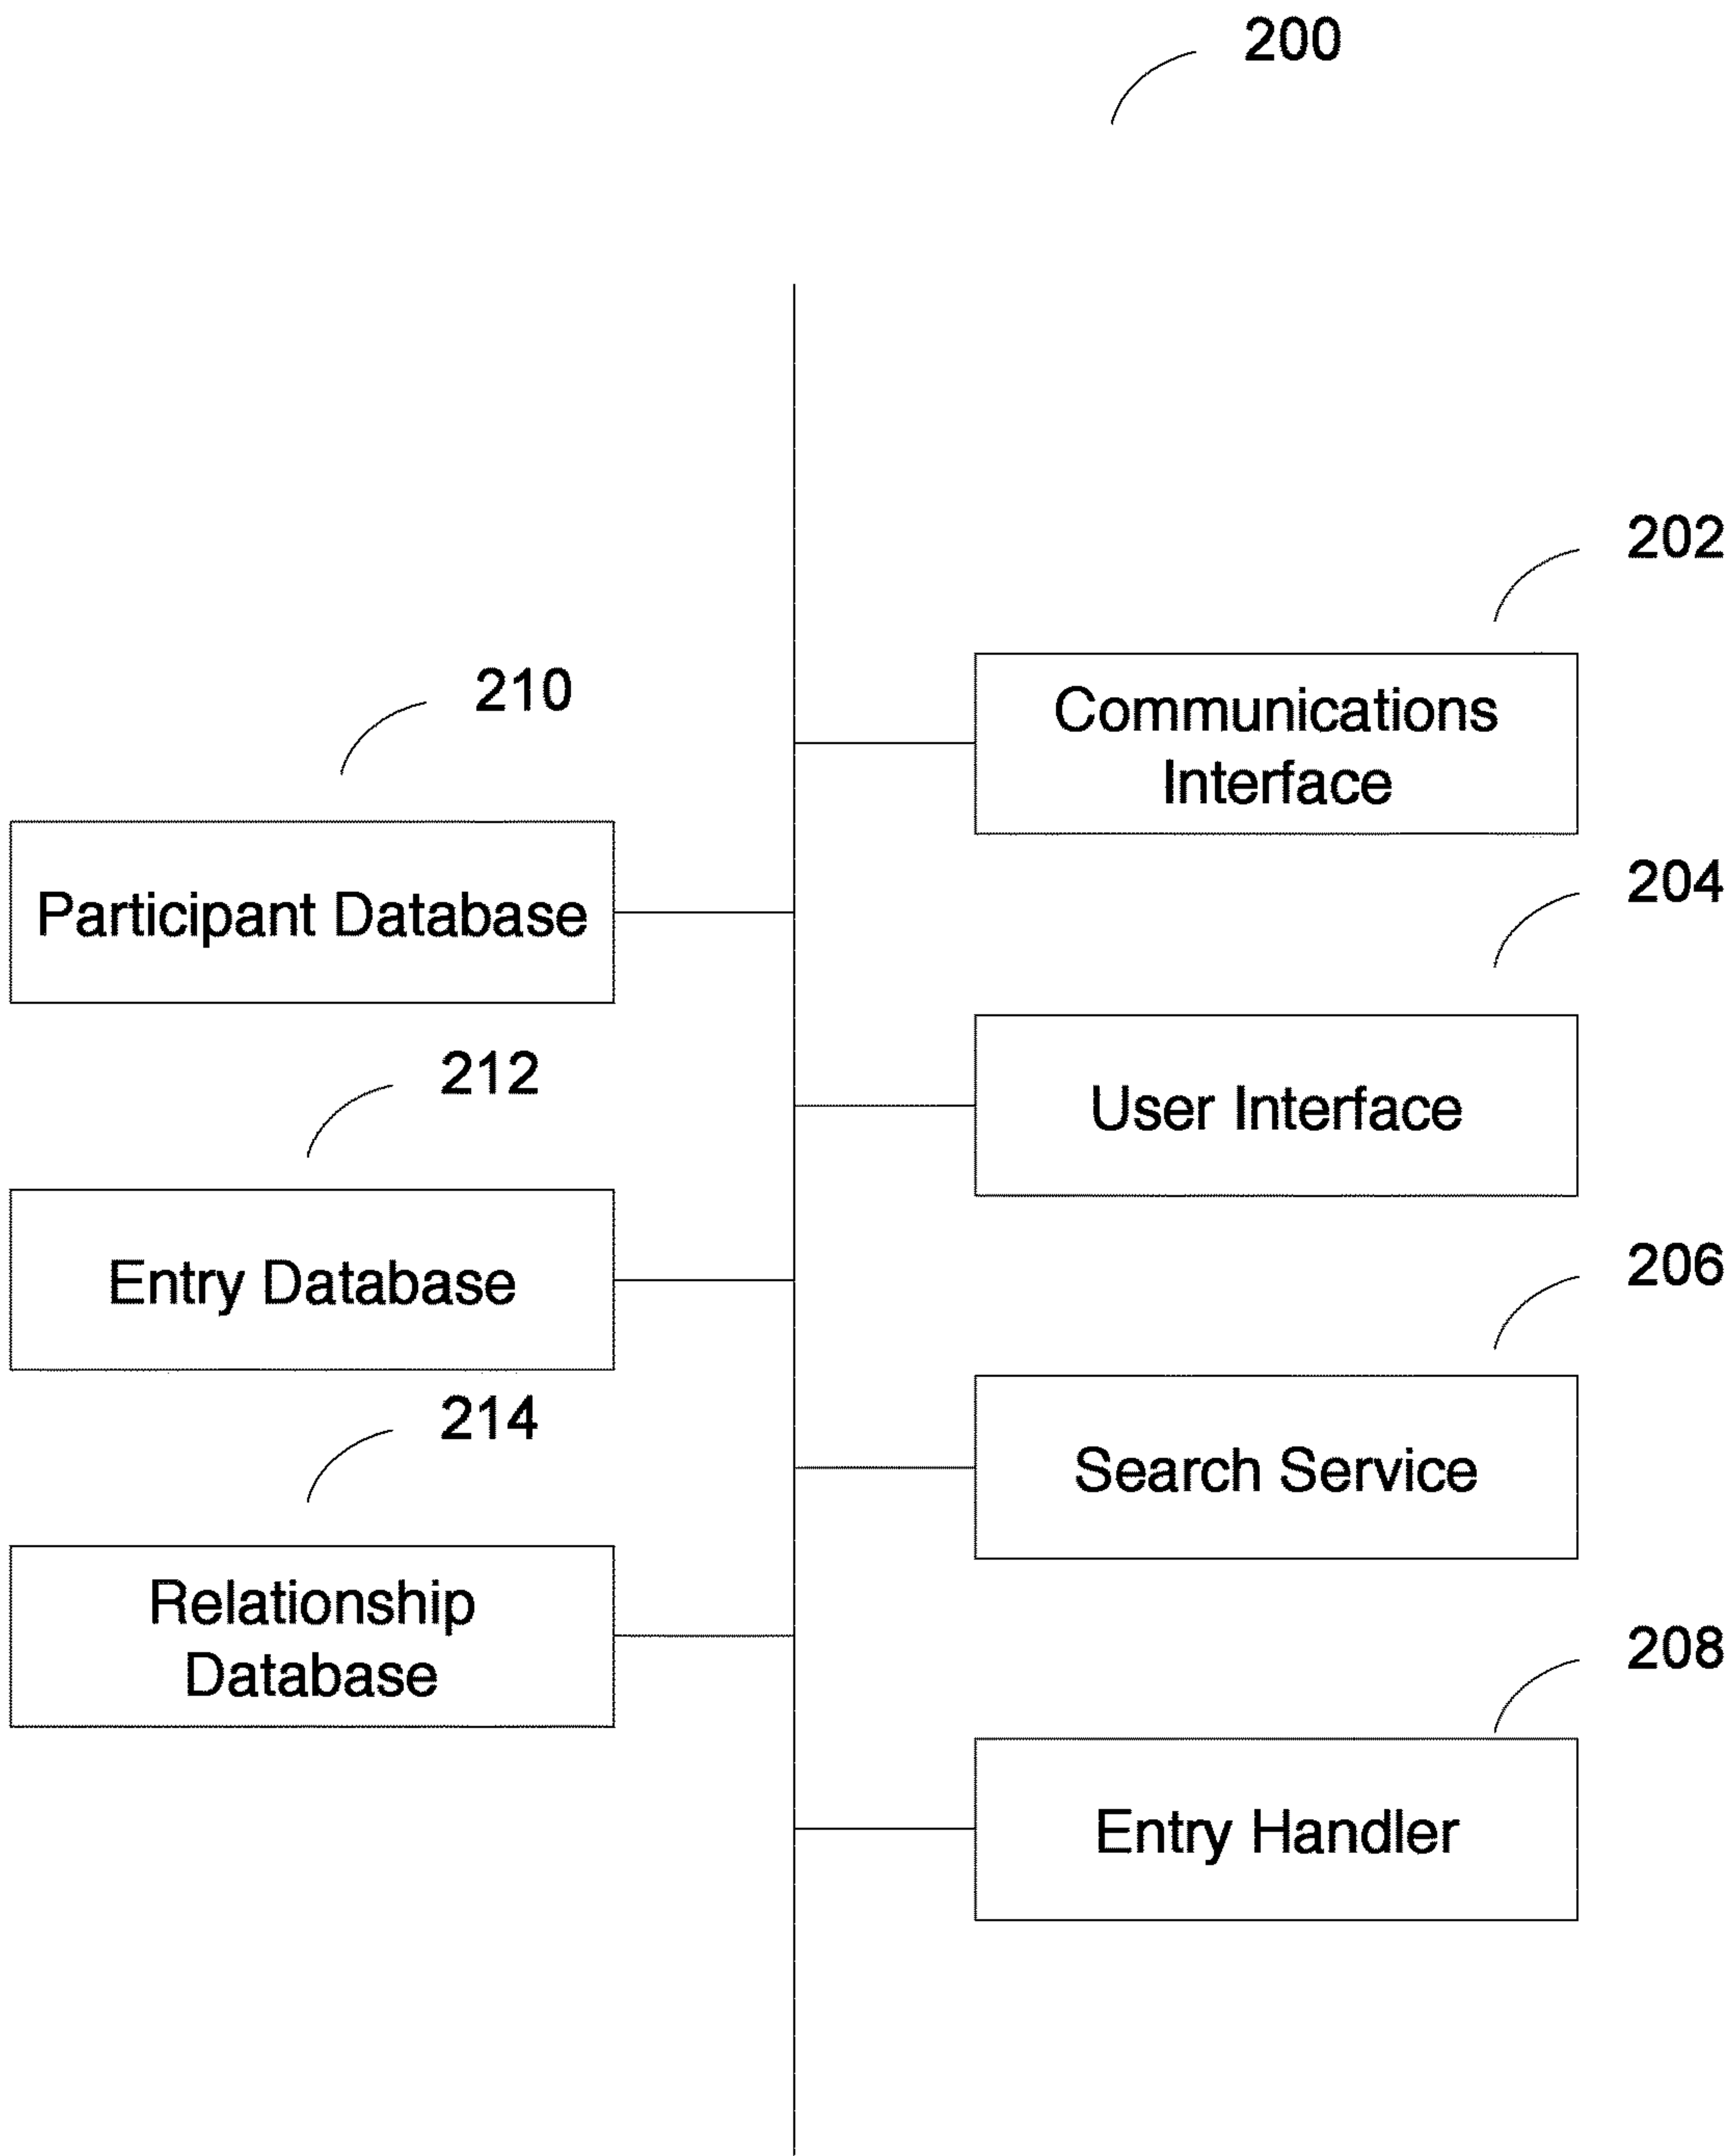 200
202
Communications
Interface
210
Participant Database
204
User Interface
212
Entry Database
206
Search Service
214
Relationship
Database
208
Entry Handler